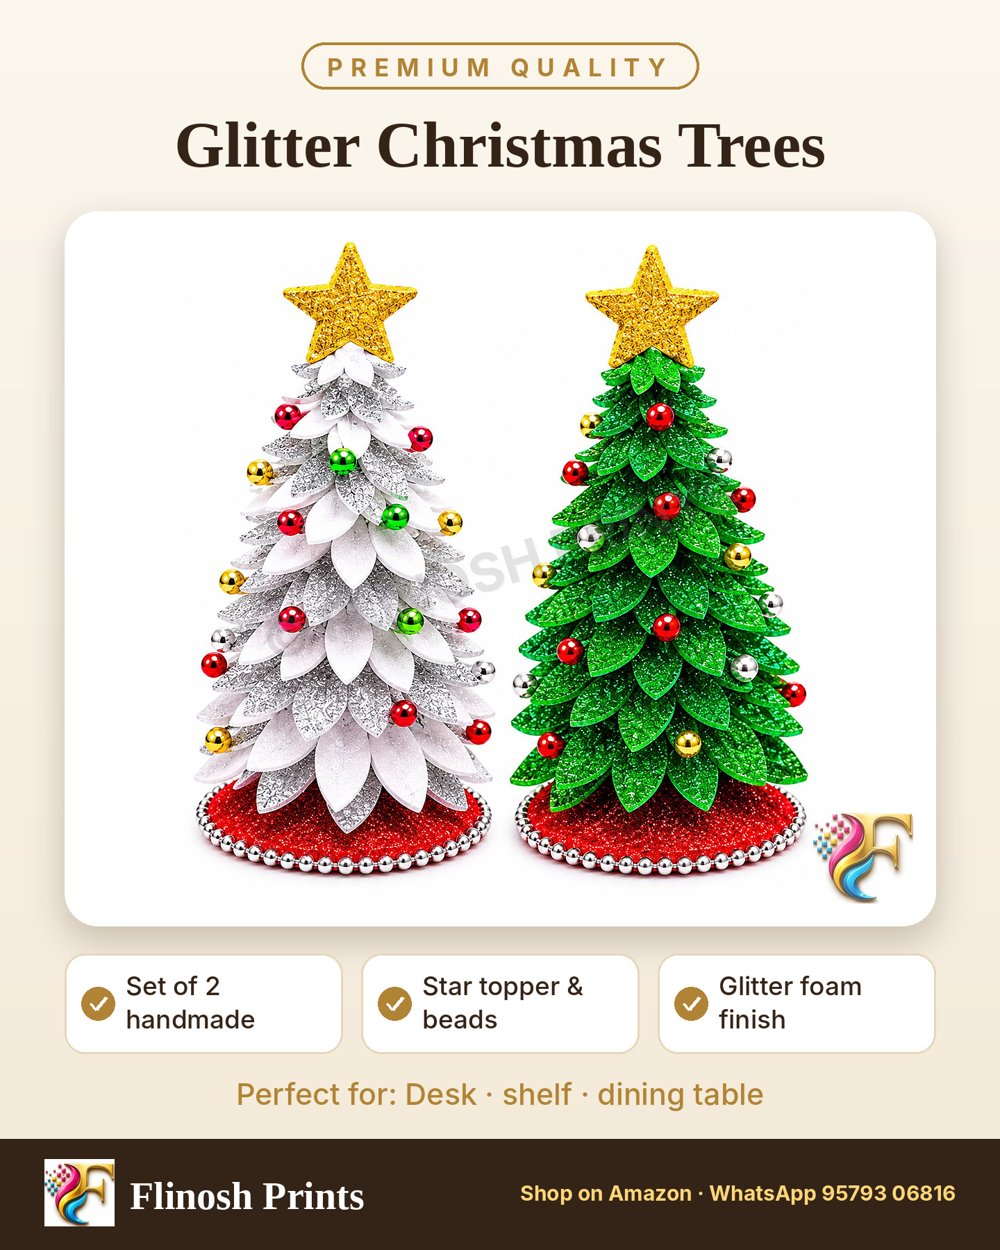 PREMIUM QUALITY
Glitter Christmas Trees
Set of 2
handmade
Star topper &
beads
Glitter foam
finish
Perfect for: Desk · shelf · dining table
Flinosh Prints
Shop on Amazon · WhatsApp 95793 06816